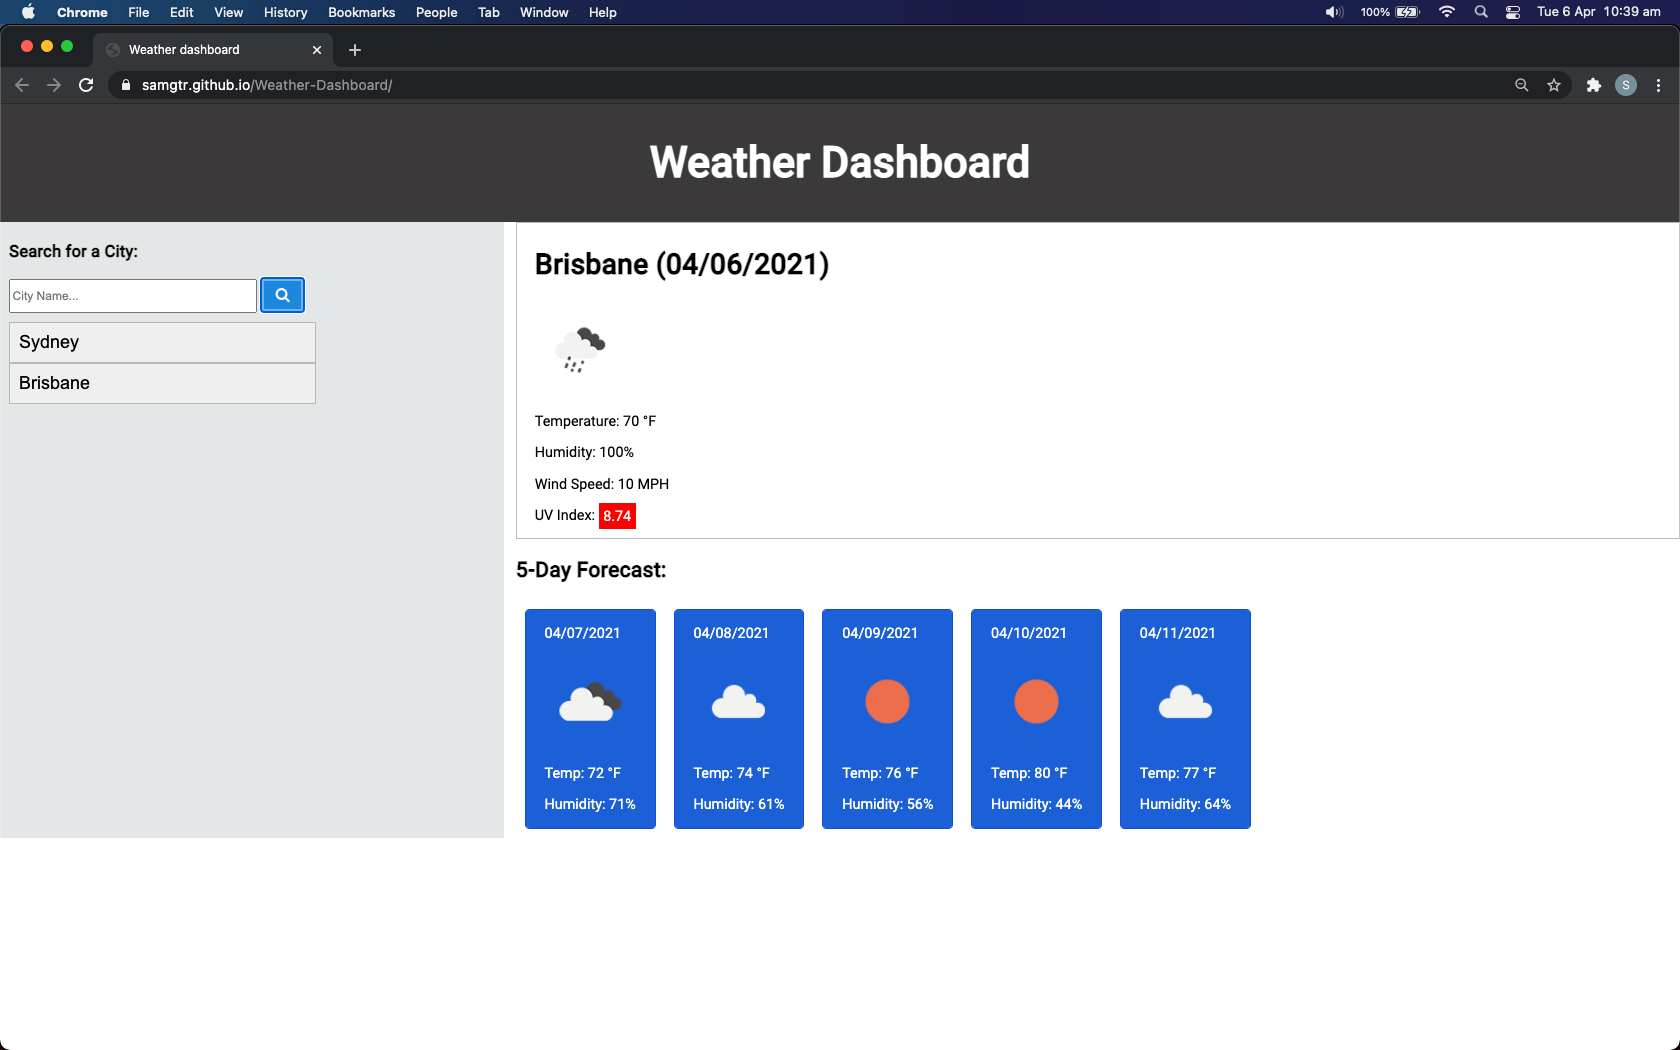 Chrome File Edit View History Bookmarks People Tab Window Help 100% Tue 6 Apr 10:39 am
Weather dashboard
samgtr.github.io/Weather-Dashboard/ S
Weather Dashboard
Search for a City:
City Name...
Sydney
Brisbane
Brisbane (04/06/2021)
Temperature: 70 °F
Humidity: 100%
Wind Speed: 10 MPH
UV Index: 8.74
5-Day Forecast:
04/07/2021
Temp: 72 °F
Humidity: 71%
04/08/2021
Temp: 74 °F
Humidity: 61%
04/09/2021
Temp: 76 °F
Humidity: 56%
04/10/2021
Temp: 80 °F
Humidity: 44%
04/11/2021
Temp: 77 °F
Humidity: 64%